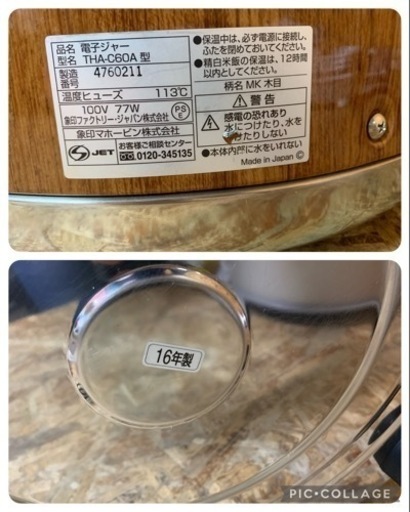 品名 電子ジャー
型名 THA-C60A 型
製造番号 4760211
温度ヒューズ 113℃
100V 77W
象印ファクトリー・ジャパン株式会社
象印マホービン株式会社
PSE
JET
お客様ご相談センター
0120-345135
●保温中は、必ず電源に接続し、
ふたを閉めておいてください。
●精白米飯の保温は、12時間
以内にしてください。
柄名 MK 木目
警告
感電の恐れあり
水につけたり、水を
かけたりしない
●本体内部に水をいれない
Made in Japan
16年製
PIC•COLLAGE